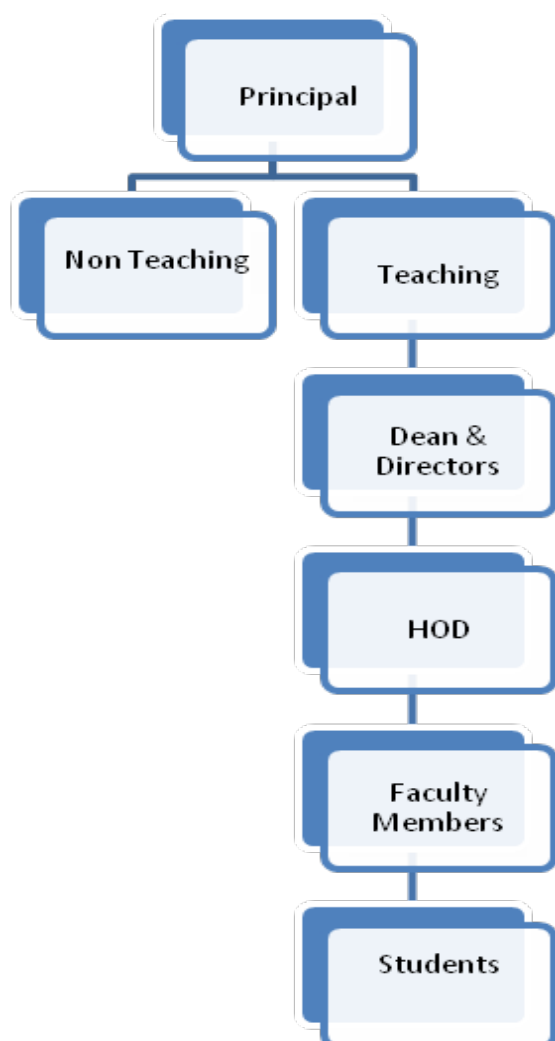 Principal
Non Teaching
Teaching
Dean &
Directors
HOD
Faculty
Members
Students